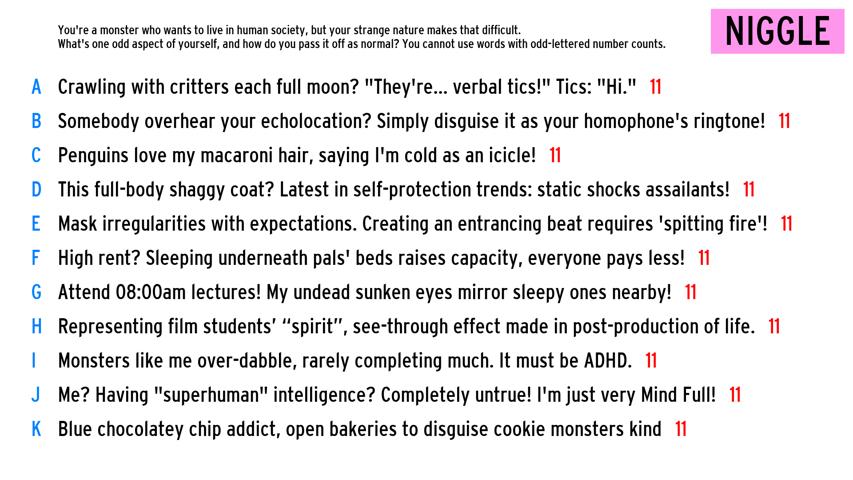 You're a monster who wants to live in human society, but your strange nature makes that difficult.
What's one odd aspect of yourself, and how do you pass it off as normal? You cannot use words with odd-lettered number counts.
NIGGLE
A Crawling with critters each full moon? "They're... verbal tics!" Tics: "Hi." 11
B Somebody overhear your echolocation? Simply disguise it as your homophone's ringtone! 11
C Penguins love my macaroni hair, saying I'm cold as an icicle! 11
D This full-body shaggy coat? Latest in self-protection trends: static shocks assailants! 11
E Mask irregularities with expectations. Creating an entrancing beat requires 'spitting fire'! 11
F High rent? Sleeping underneath pals' beds raises capacity, everyone pays less! 11
G Attend 08:00am lectures! My undead sunken eyes mirror sleepy ones nearby! 11
H Representing film students’ “spirit”, see-through effect made in post-production of life. 11
I Monsters like me over-dabble, rarely completing much. It must be ADHD. 11
J Me? Having "superhuman" intelligence? Completely untrue! I'm just very Mind Full! 11
K Blue chocolatey chip addict, open bakeries to disguise cookie monsters kind 11